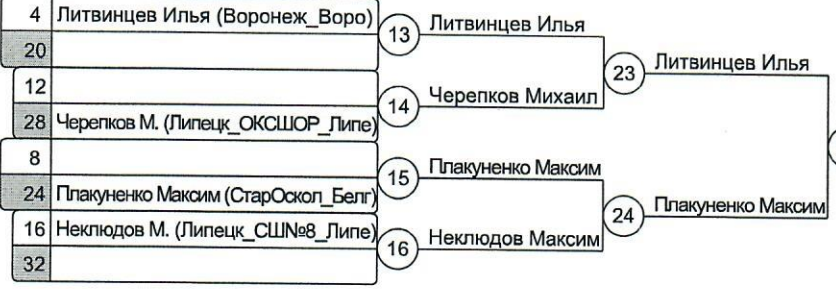 4 Литвинцев Илья (Воронеж_Воро)
20
13
Литвинцев Илья
12
28 Черепков М. (Липецк_ОКСШОР_Липе)
14
Черепков Михаил
23
Литвинцев Илья
8
24 Плакуненко Максим (СтарОскол_Белг)
15
Плакуненко Максим
16 Неклюдов М. (Липецк_СШ№8_Липе)
32
16
Неклюдов Максим
24
Плакуненко Максим